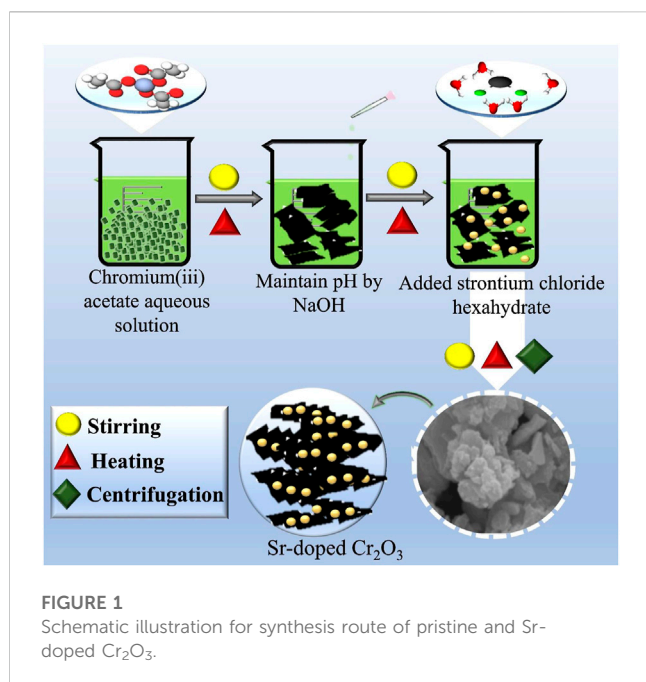 Chromium(iii)
acetate aqueous
solution
Maintain pH by
NaOH
Added strontium chloride
hexahydrate
Stirring
Heating
Centrifugation
Sr-doped Cr₂O₃
FIGURE 1
Schematic illustration for synthesis route of pristine and Sr-
doped Cr₂O₃.